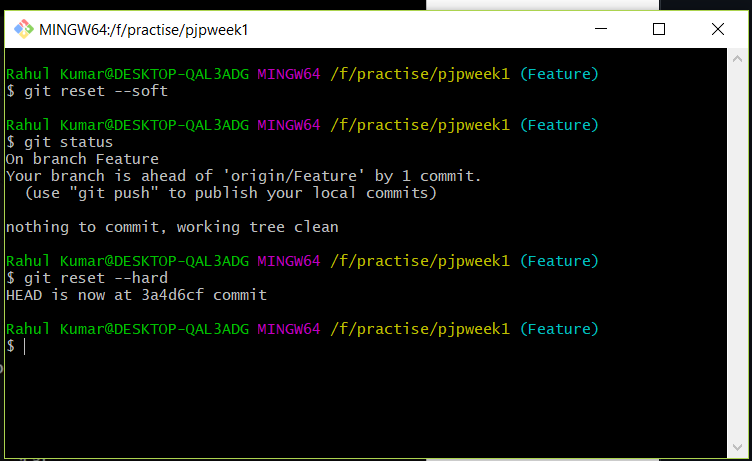 MINGW64:/f/practise/pjpweek1
Rahul Kumar@DESKTOP-QAL3ADG MINGW64 /f/practise/pjpweek1 (Feature)
$ git reset --soft
Rahul Kumar@DESKTOP-QAL3ADG MINGW64 /f/practise/pjpweek1 (Feature)
$ git status
On branch Feature
Your branch is ahead of 'origin/Feature' by 1 commit.
  (use "git push" to publish your local commits)
nothing to commit, working tree clean
Rahul Kumar@DESKTOP-QAL3ADG MINGW64 /f/practise/pjpweek1 (Feature)
$ git reset --hard
HEAD is now at 3a4d6cf commit
Rahul Kumar@DESKTOP-QAL3ADG MINGW64 /f/practise/pjpweek1 (Feature)
$